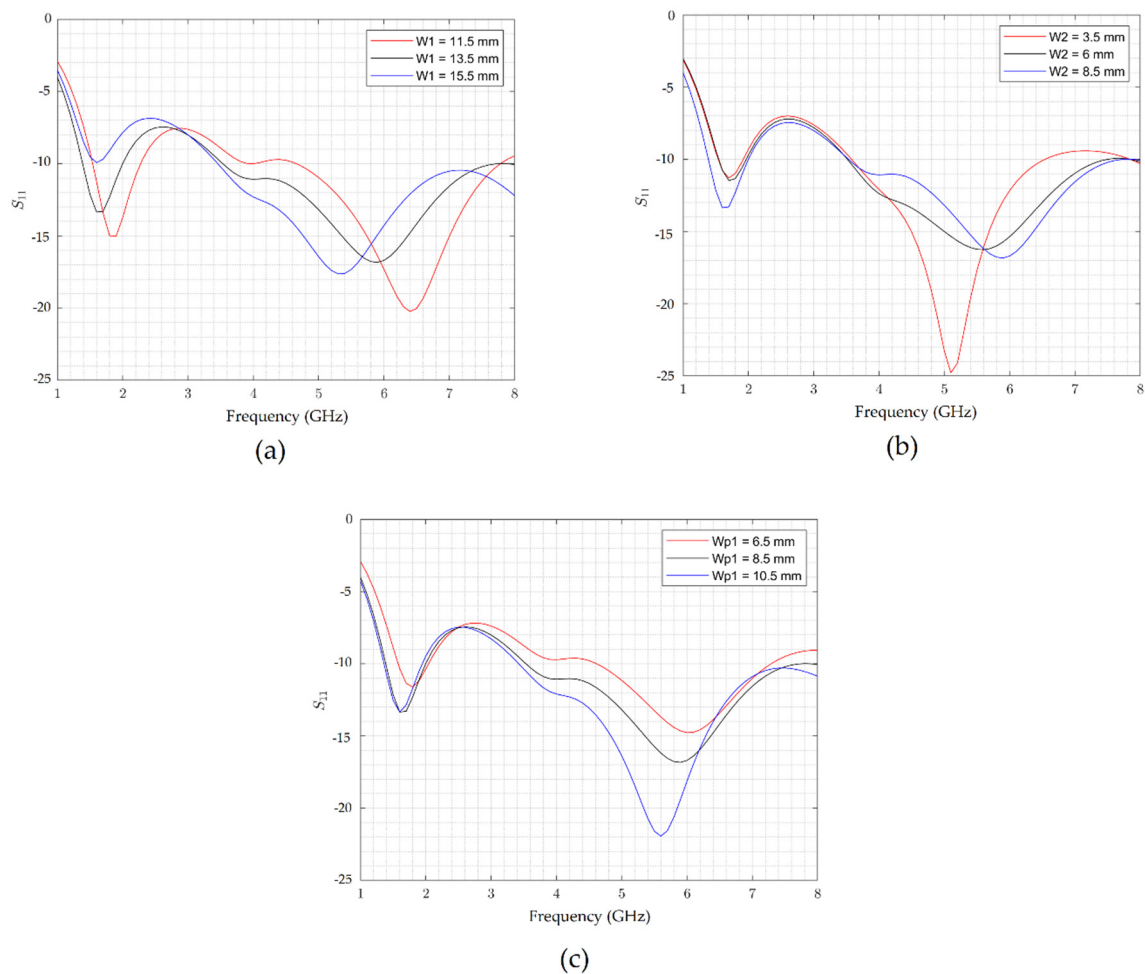 0
-5
-10
-15
-20
-25
S11
W1 = 11.5 mm
W1 = 13.5 mm
W1 = 15.5 mm
1 2 3 4 5 6 7 8
Frequency (GHz)
(a)
0
-5
-10
-15
-20
-25
S11
W2 = 3.5 mm
W2 = 6 mm
W2 = 8.5 mm
1 2 3 4 5 6 7 8
Frequency (GHz)
(b)
0
-5
-10
-15
-20
-25
S11
Wp1 = 6.5 mm
Wp1 = 8.5 mm
Wp1 = 10.5 mm
1 2 3 4 5 6 7 8
Frequency (GHz)
(c)